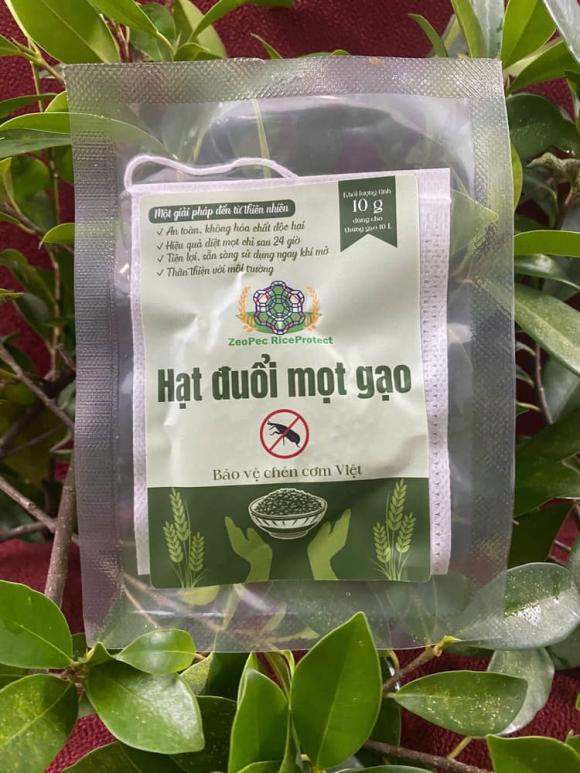 Một giải pháp đến từ thiên nhiên
✓ An toàn, không hóa chất độc hại
✓ Hiệu quả diệt mọt chỉ sau 24 giờ
✓ Tiện lợi, sẵn sàng sử dụng ngay khi mở
✓ Thân thiện với môi trường
Khối lượng tịnh
10 g
dùng cho
thùng gạo 10 L
ZeoPec RiceProtect
Hạt đuổi mọt gạo
Bảo vệ chén cơm Việt